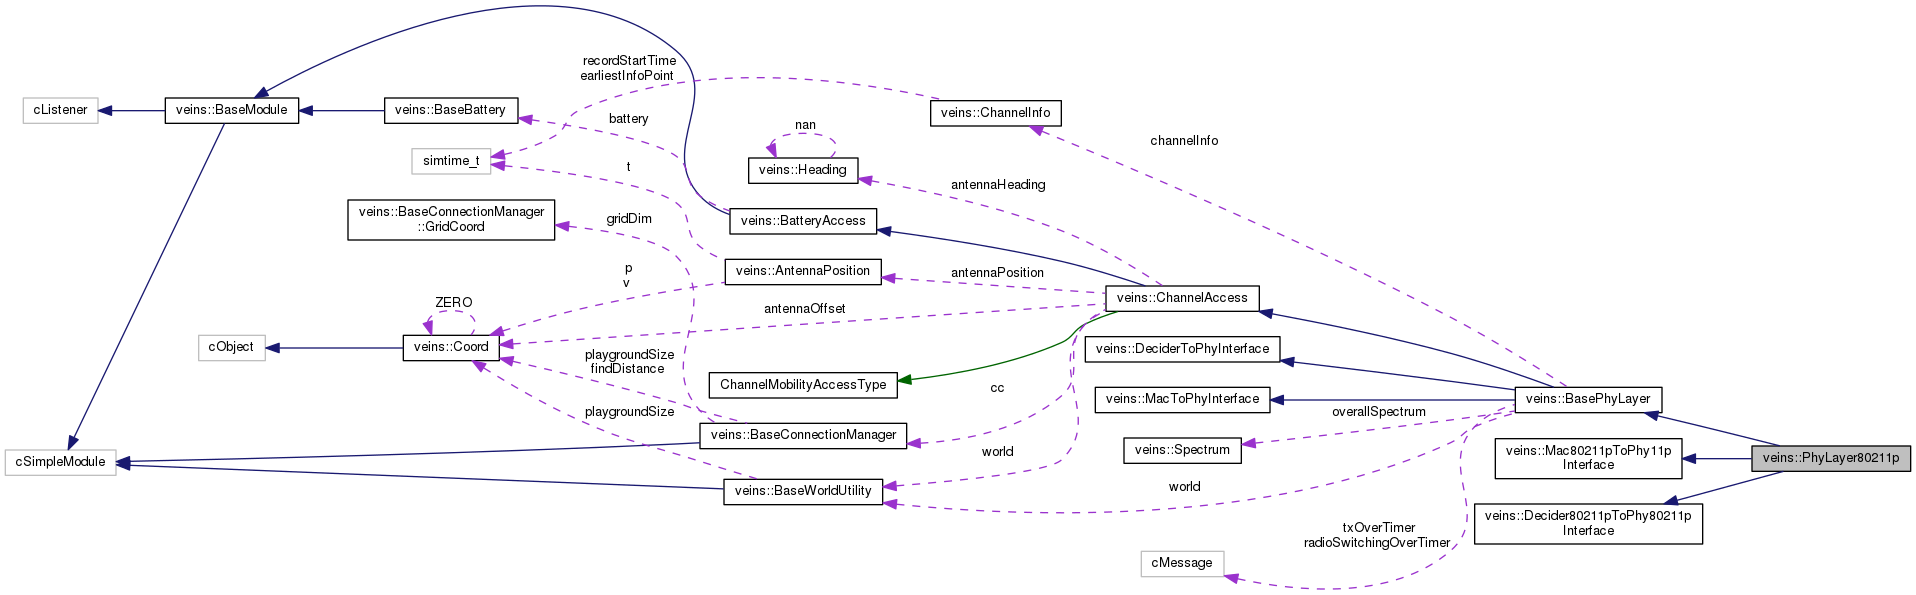 recordStartTime
earliestInfoPoint
cListener
veins::BaseModule
veins::BaseBattery
veins::ChannelInfo
battery
nan
channelInfo
simtime_t
t
veins::Heading
antennaHeading
veins::BaseConnectionManager
::GridCoord
gridDim
veins::BatteryAccess
p
v
veins::AntennaPosition
antennaPosition
veins::ChannelAccess
ZERO
antennaOffset
cObject
veins::Coord
playgroundSize
findDistance
veins::DeciderToPhyInterface
ChannelMobilityAccessType
cc
veins::MacToPhyInterface
veins::BasePhyLayer
playgroundSize
overallSpectrum
veins::BaseConnectionManager
veins::Spectrum
world
veins::Mac80211pToPhy11p
Interface
veins::PhyLayer80211p
cSimpleModule
veins::BaseWorldUtility
world
veins::Decider80211pToPhy80211p
Interface
txOverTimer
radioSwitchingOverTimer
cMessage